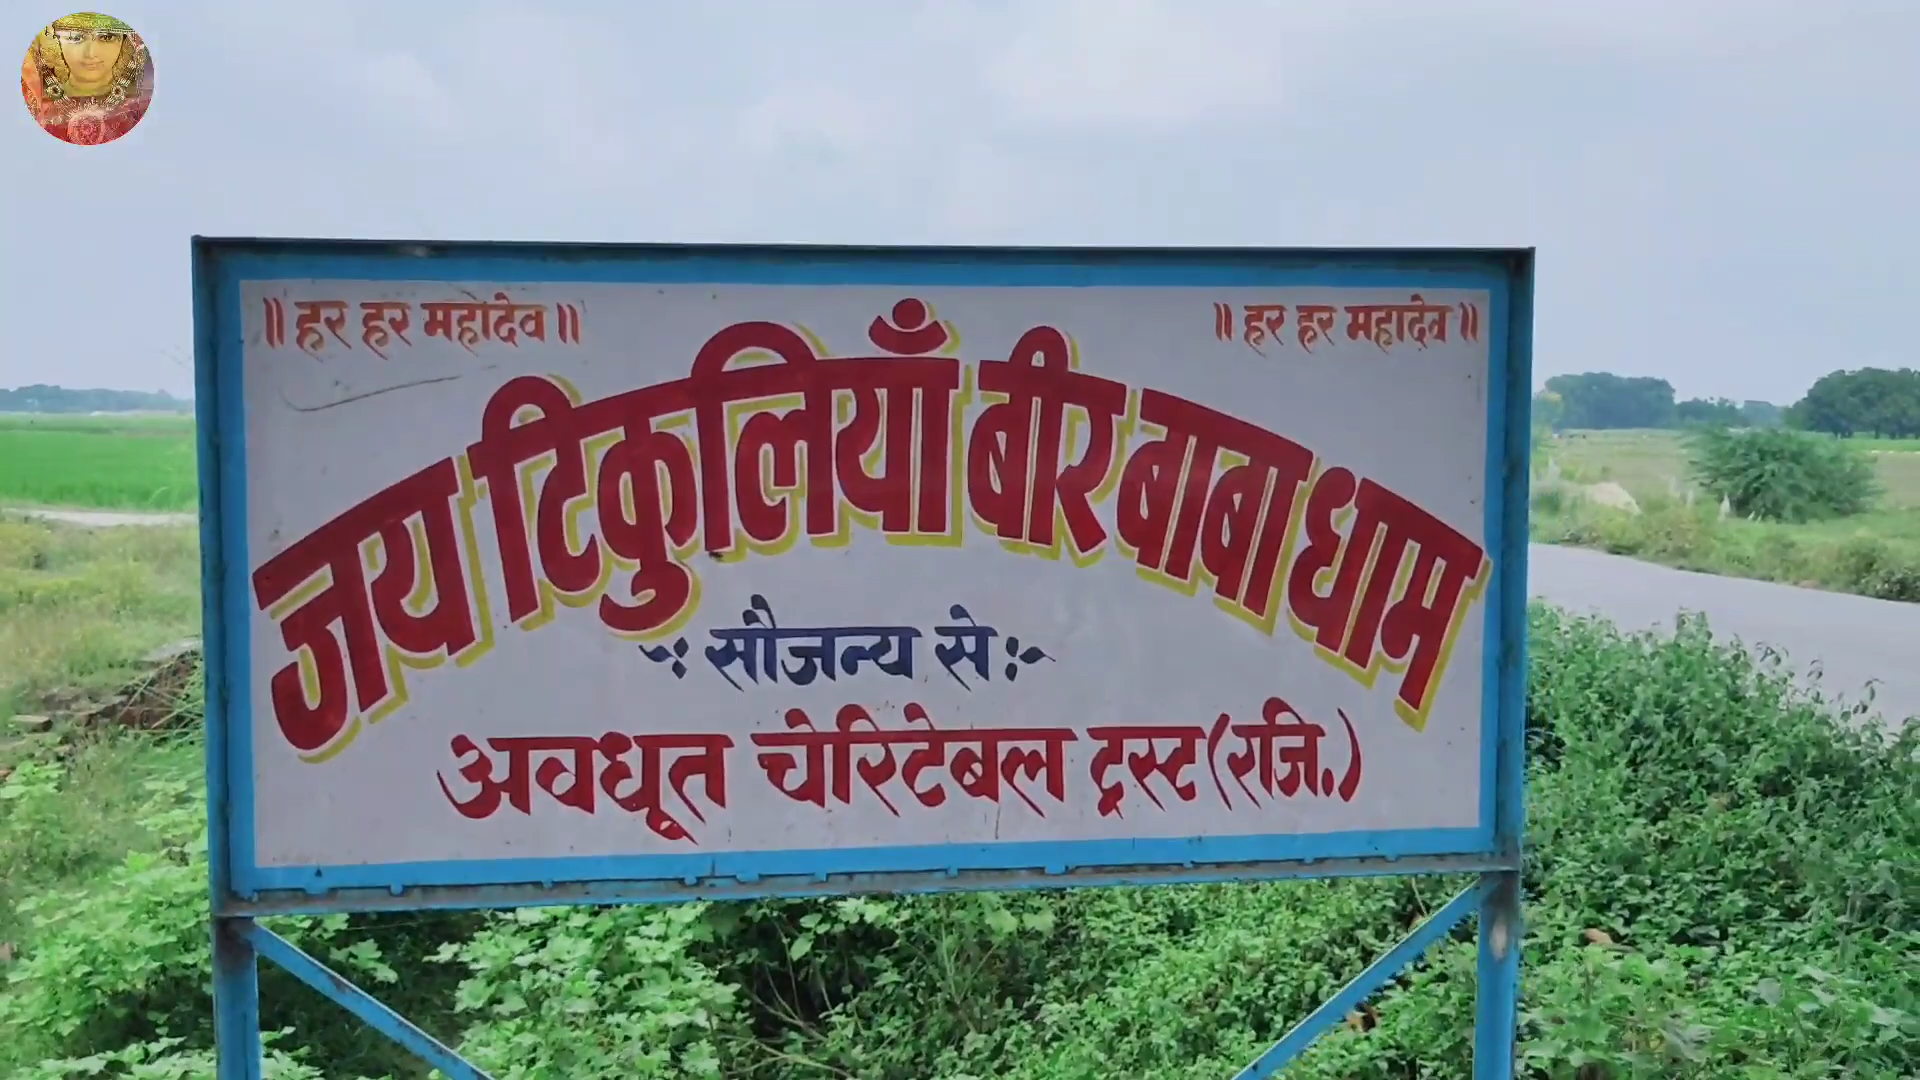 ॥ हर हर महादेव ॥ ॥ हर हर महादेव ॥
जय टिकुलियाँ बीर बाबा धाम
सौजन्य से
अवधूत चेरिटेबल ट्रस्ट (रजि.)